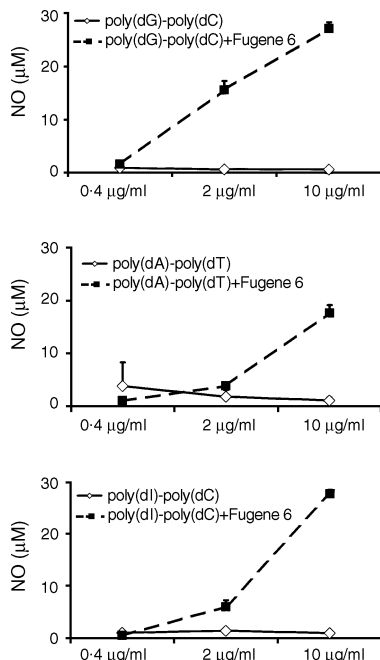 poly(dG)-poly(dC)
poly(dG)-poly(dC)+Fugene 6
NO (μM)
30
20
10
0
0·4 μg/ml 2 μg/ml 10 μg/ml
poly(dA)-poly(dT)
poly(dA)-poly(dT)+Fugene 6
NO (μM)
30
20
10
0
0·4 μg/ml 2 μg/ml 10 μg/ml
poly(dI)-poly(dC)
poly(dI)-poly(dC)+Fugene 6
NO (μM)
30
20
10
0
0·4 μg/ml 2 μg/ml 10 μg/ml